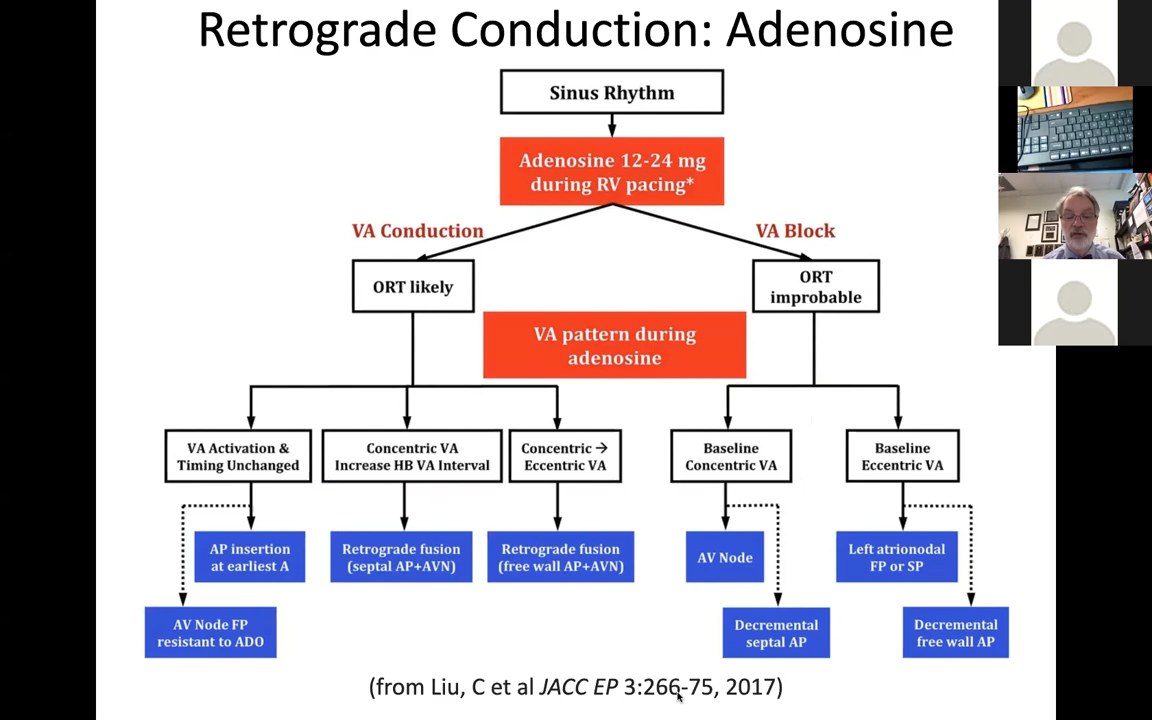 Retrograde Conduction: Adenosine
Sinus Rhythm
Adenosine 12-24 mg
during RV pacing*
VA Conduction
VA Block
ORT likely
ORT
improbable
VA pattern during
adenosine
VA Activation &
Timing Unchanged
Concentric VA
Increase HB VA Interval
Concentric →
Eccentric VA
Baseline
Concentric VA
Baseline
Eccentric VA
AP insertion
at earliest A
Retrograde fusion
(septal AP+AVN)
Retrograde fusion
(free wall AP+AVN)
AV Node
Left atrionodal
FP or SP
AV Node FP
resistant to ADO
Decremental
septal AP
Decremental
free wall AP
(from Liu, C et al JACC EP 3:266-75, 2017)